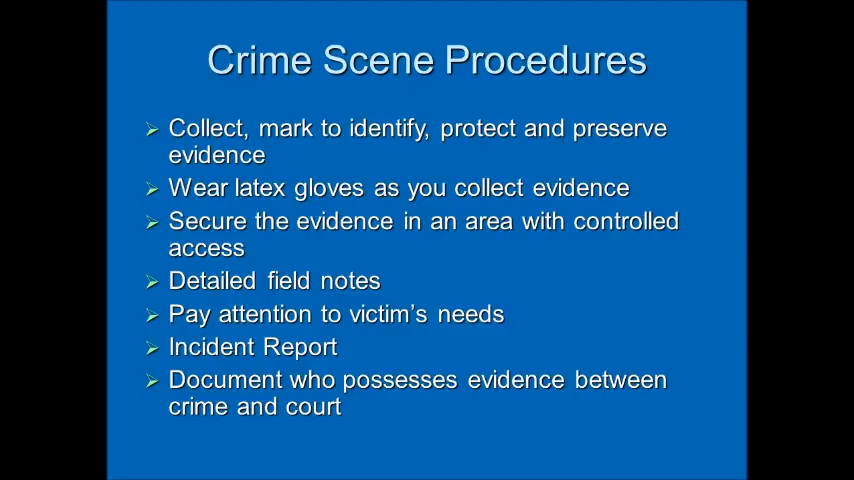 Crime Scene Procedures
Collect, mark to identify, protect and preserve
evidence
Wear latex gloves as you collect evidence
Secure the evidence in an area with controlled
access
Detailed field notes
Pay attention to victim's needs
Incident Report
Document who possesses evidence between
crime and court